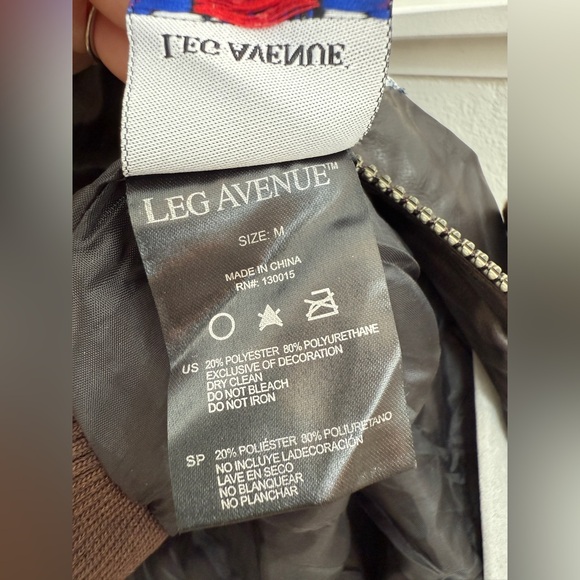 LEG AVENUE
LEG AVENUE™
SIZE: M
MADE IN CHINA
RN#: 130015
US 20% POLYESTER 80% POLYURETHANE
EXCLUSIVE OF DECORATION
DRY CLEAN
DO NOT BLEACH
DO NOT IRON
SP 20% POLIÉSTER 80% POLIURETANO
NO INCLUYE LADECORACIÓN
LAVE EN SECO
NO BLANQUEAR
NO PLANCHAR